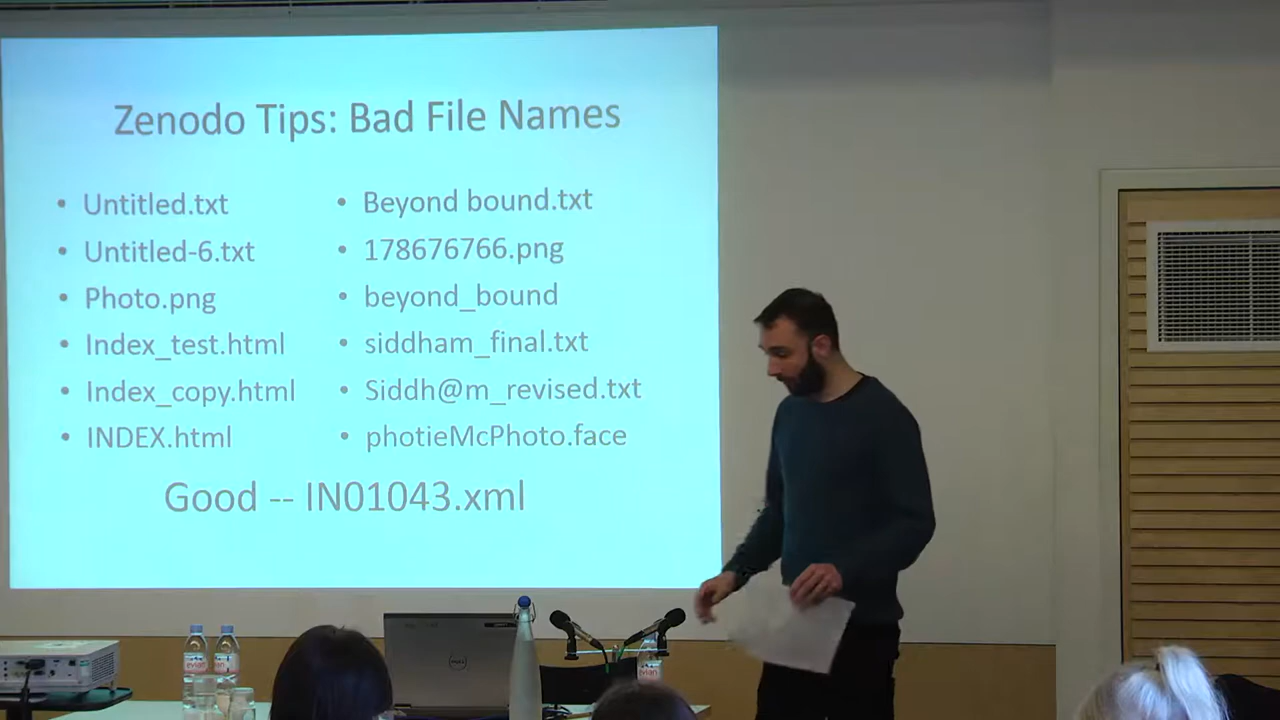 Zenodo Tips: Bad File Names
• Untitled.txt
• Untitled-6.txt
• Photo.png
• Index_test.html
• Index_copy.html
• INDEX.html
• Beyond bound.txt
• 178676766.png
• beyond_bound
• siddham_final.txt
• Siddh@m_revised.txt
• photieMcPhoto.face
Good -- IN01043.xml
DELL
evian
evian
evian